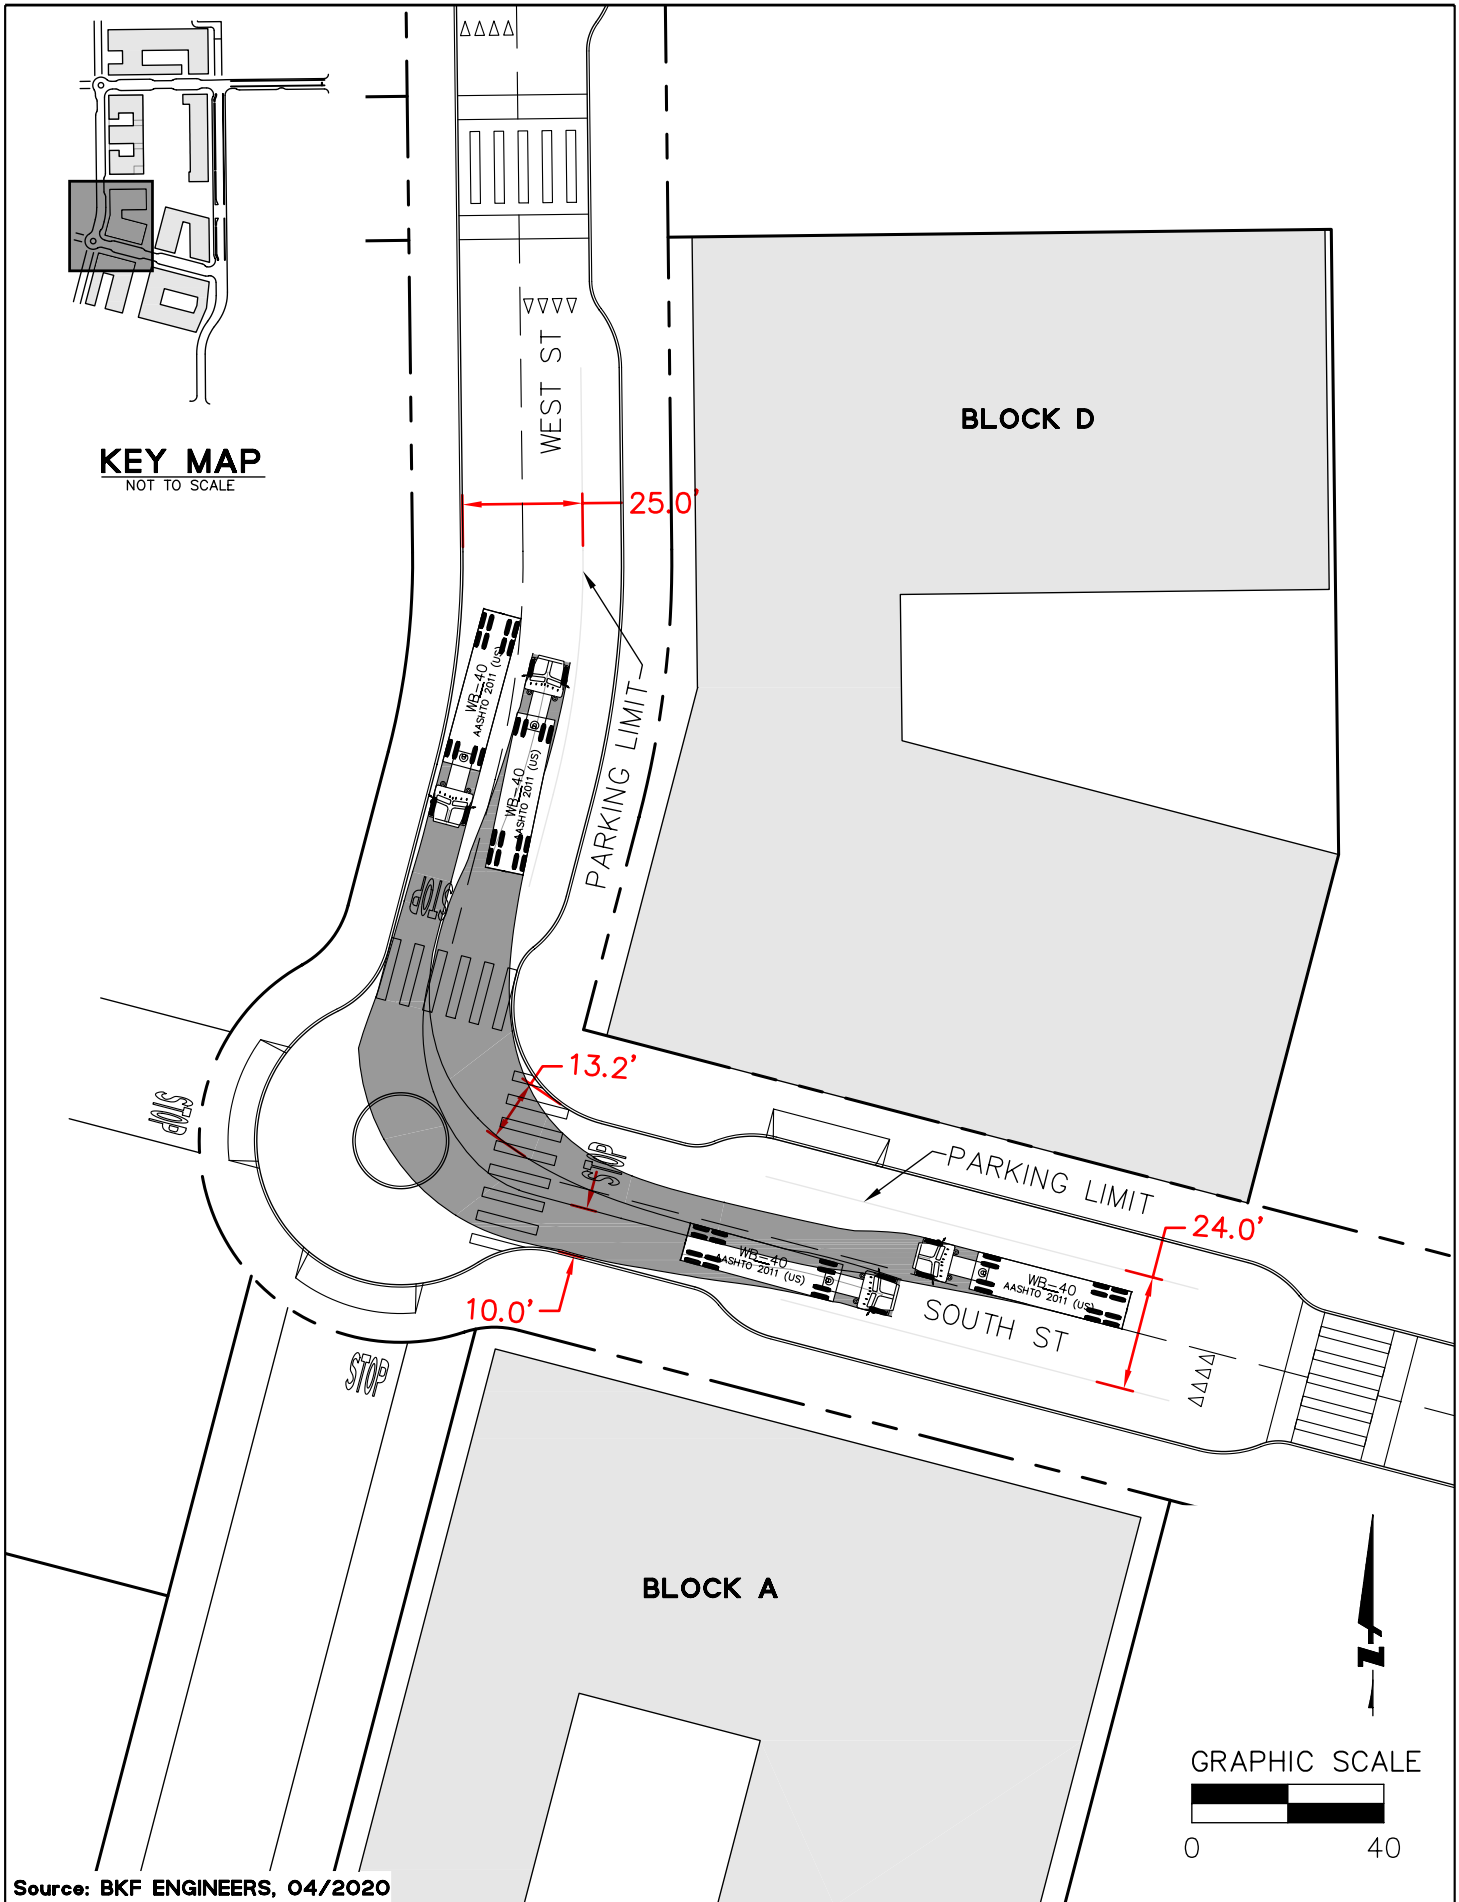 KEY MAP
NOT TO SCALE
WEST ST
BLOCK D
25.0'
WB-40
AASHTO 2011 (US)
WB-40
AASHTO 2011 (US)
PARKING LIMIT
STOP
13.2'
STOP
STOP
PARKING LIMIT
24.0'
WB-40
AASHTO 2011 (US)
WB-40
AASHTO 2011 (US)
SOUTH ST
10.0'
STOP
BLOCK A
Z
GRAPHIC SCALE
0 40
Source: BKF ENGINEERS, 04/2020